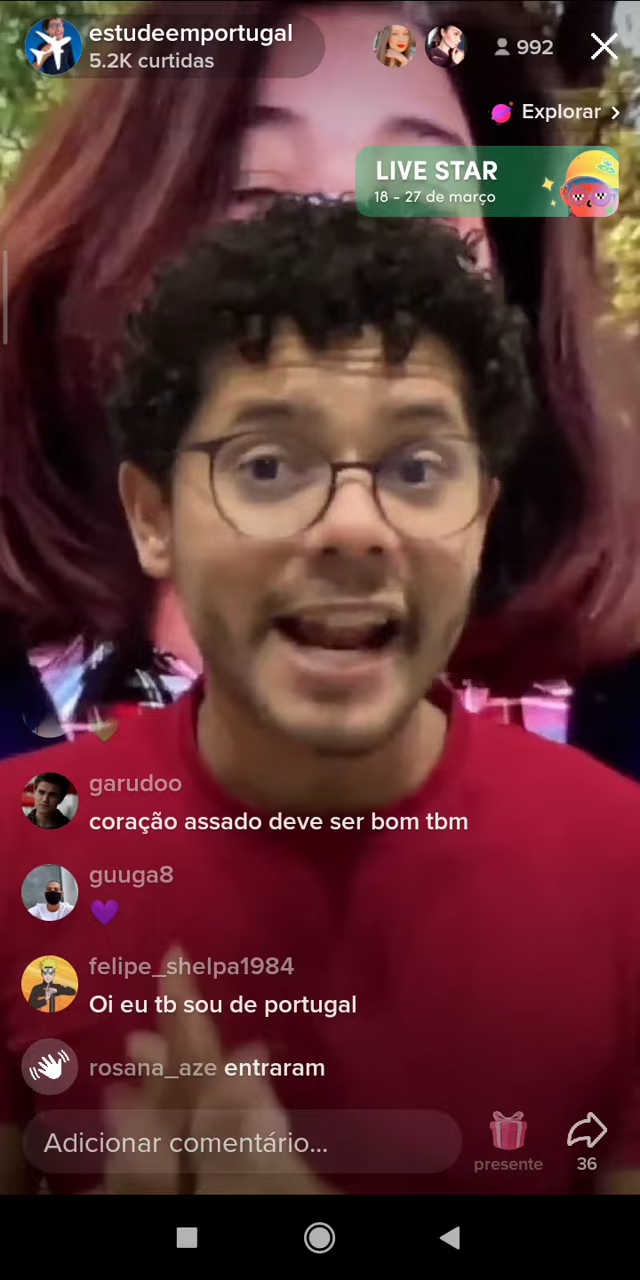 estudeemportugal
5.2K curtidas
992
Explorar
LIVE STAR
18 - 27 de março
garudoo
coração assado deve ser bom tbm
guuga8
felipe_shelpa1984
Oi eu tb sou de portugal
rosana_aze entraram
Adicionar comentário...
presente
36